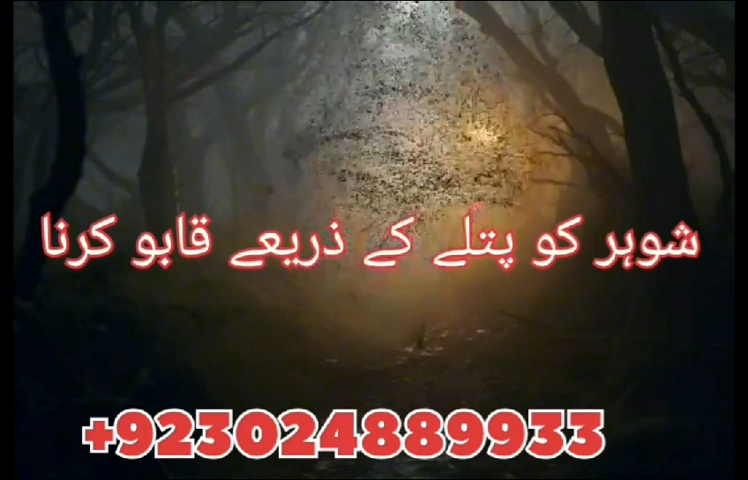 شوہر کو پتلے کے ذریعے قابو کرنا
+923024889933